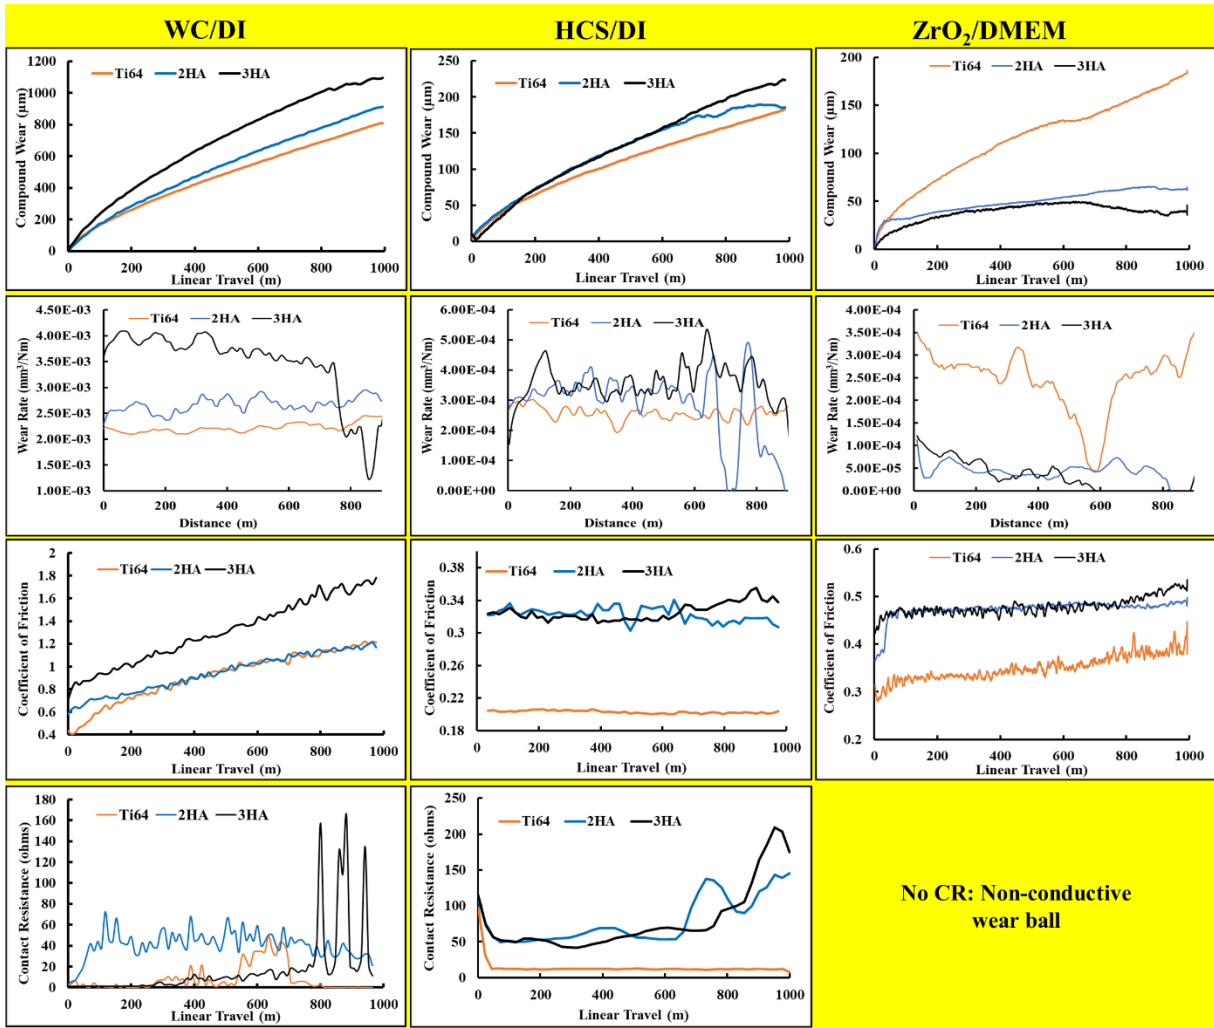 WC/DI
HCS/DI
ZrO₂/DMEM
Compound Wear (μm)
1200
1000
800
600
400
200
0
Ti64 2HA 3HA
0 200 400 600 800 1000
Linear Travel (m)
Compound Wear (μm)
250
200
150
100
50
0
Ti64 2HA 3HA
0 200 400 600 800 1000
Linear Travel (m)
Compound Wear (μm)
200
150
100
50
0
Ti64 2HA 3HA
0 200 400 600 800 1000
Linear Travel (m)
Wear Rate (mm³/Nm)
4.50E-03
4.00E-03
3.50E-03
3.00E-03
2.50E-03
2.00E-03
1.50E-03
1.00E-03
Ti64 2HA 3HA
0 200 400 600 800
Distance (m)
Wear Rate (mm³/Nm)
6.00E-04
5.00E-04
4.00E-04
3.00E-04
2.00E-04
1.00E-04
0.00E+00
Ti64 2HA 3HA
0 200 400 600 800
Distance (m)
Wear Rate (mm³/Nm)
4.00E-04
3.50E-04
3.00E-04
2.50E-04
2.00E-04
1.50E-04
1.00E-04
5.00E-05
0.00E+00
Ti64 2HA 3HA
0 200 400 600 800
Distance (m)
Coefficient of Friction
2
1.8
1.6
1.4
1.2
1
0.8
0.6
0.4
Ti64 2HA 3HA
0 200 400 600 800 1000
Linear Travel (m)
Coefficient of Friction
0.38
0.34
0.3
0.26
0.22
0.18
Ti64 2HA 3HA
0 200 400 600 800 1000
Linear Travel (m)
Coefficient of Friction
0.6
0.5
0.4
0.3
0.2
Ti64 2HA 3HA
0 200 400 600 800 1000
Linear Travel (m)
Contact Resistance (ohms)
180
160
140
120
100
80
60
40
20
0
Ti64 2HA 3HA
0 200 400 600 800 1000
Linear Travel (m)
Contact Resistance (ohms)
250
200
150
100
50
0
Ti64 2HA 3HA
0 200 400 600 800 1000
Linear Travel (m)
No CR: Non-conductive
wear ball